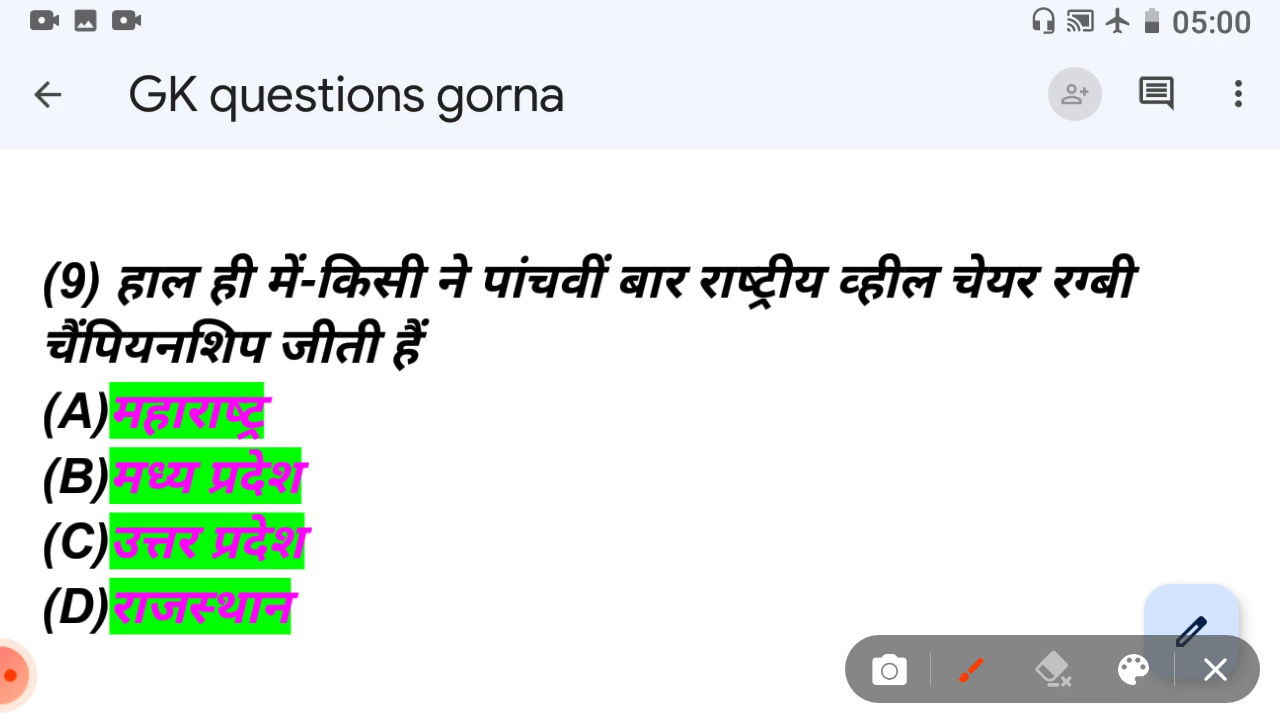 05:00
GK questions gorna
(9) हाल ही में-किसी ने पांचवीं बार राष्ट्रीय व्हील चेयर रग्बी
चैंपियनशिप जीती हैं
(A)महाराष्ट्र
(B)मध्य प्रदेश
(C)उत्तर प्रदेश
(D)राजस्थान